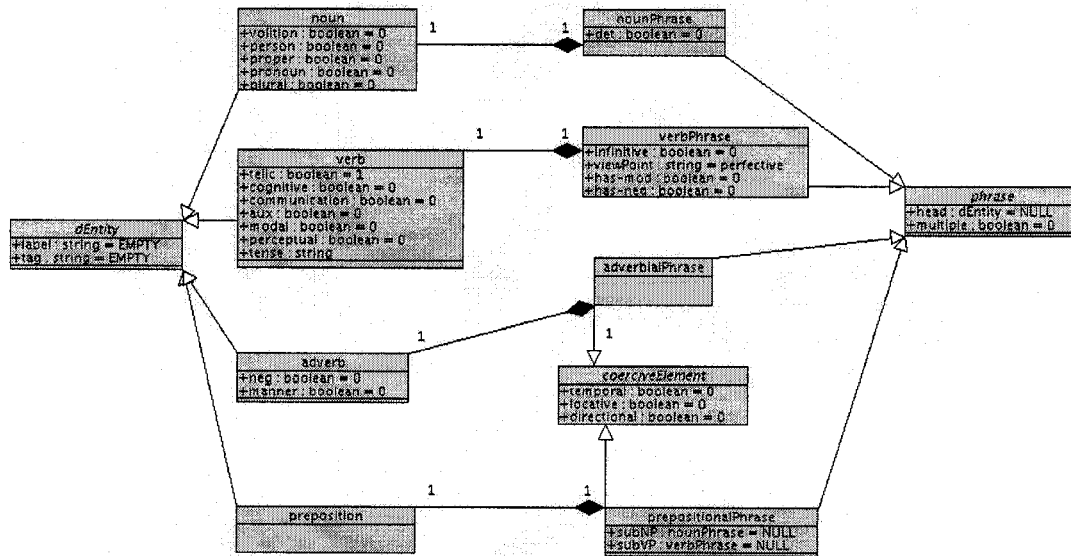 noun
+volition : boolean = 0
+person : boolean = 0
+proper : boolean = 0
+pronoun : boolean = 0
+plural : boolean = 0
1
1
nounPhrase
+det : boolean = 0
verb
+telic : boolean = 1
+cognitive : boolean = 0
+communication : boolean = 0
+aux : boolean = 0
+modal : boolean = 0
+perceptual : boolean = 0
+tense : string
1
1
verbPhrase
+infinitive : boolean = 0
+viewPoint : string = perfective
+has-mod : boolean = 0
+has-neg : boolean = 0
dEntity
+label : string = EMPTY
+tag : string = EMPTY
phrase
+head : dEntity = NULL
+multiple : boolean = 0
adverbialPhrase
1
1
adverb
+neg : boolean = 0
+manner : boolean = 0
coerciveElement
+temporal : boolean = 0
+locative : boolean = 0
+directional : boolean = 0
preposition
1
1
prepositionalPhrase
+subNP : nounPhrase = NULL
+subVP : verbPhrase = NULL